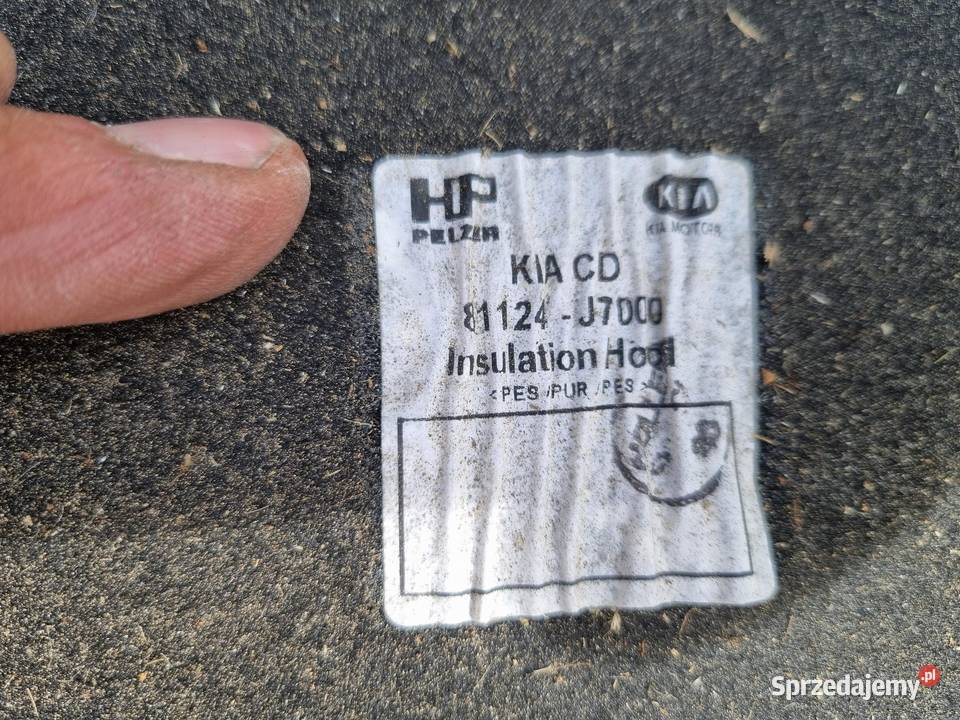 HP
PELZER
KIA
KIA MOTORS
KIA CD
81124 - J7000
Insulation Hood
<PES /PUR /PES>
Sprzedajemy.pl